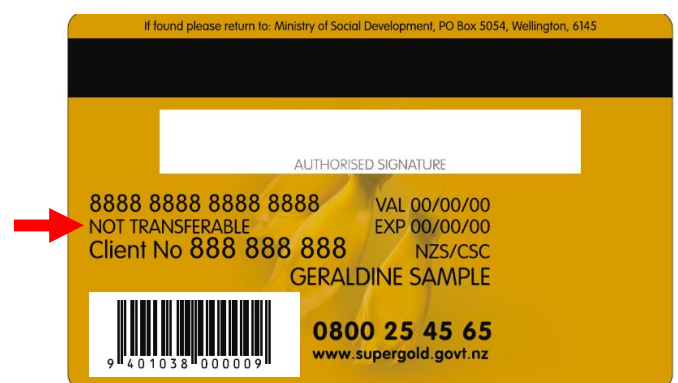 If found please return to: Ministry of Social Development, PO Box 5054, Wellington, 6145
AUTHORISED SIGNATURE
8888 8888 8888 8888 VAL 00/00/00
NOT TRANSFERABLE EXP 00/00/00
Client No 888 888 888 NZS/CSC
GERALDINE SAMPLE
0800 25 45 65
www.supergold.govt.nz
9 401038 000009